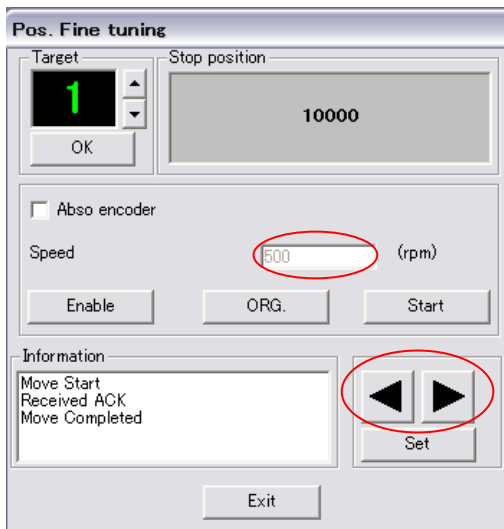 Pos. Fine tuning
Target
Stop position
1
10000
OK
Abso encoder
Speed
500
(rpm)
Enable
ORG.
Start
Information
Move Start
Received ACK
Move Completed
Set
Exit